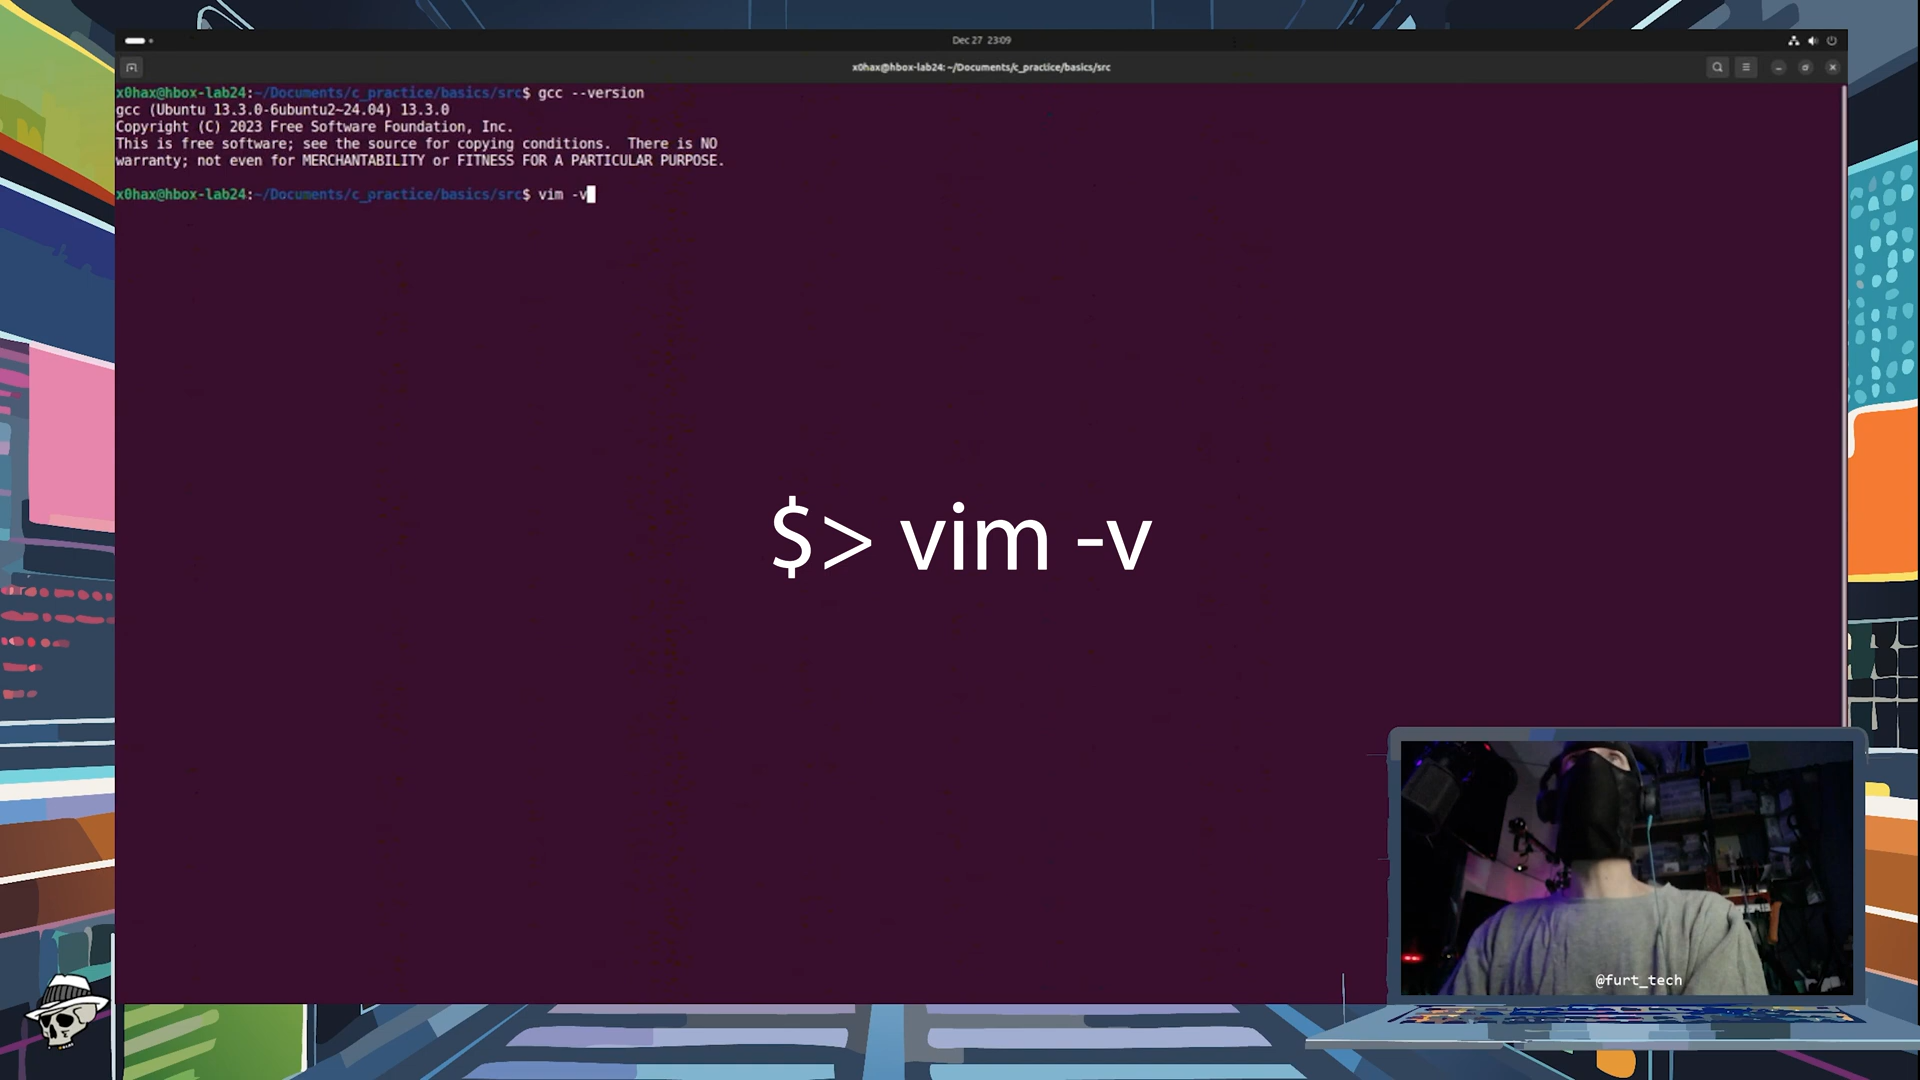 Dec 27 23:09
x0hax@hbox-lab24: ~/Documents/c_practice/basics/src
x0hax@hbox-lab24:~/Documents/c_practice/basics/src$ gcc --version
gcc (Ubuntu 13.3.0-6ubuntu2~24.04) 13.3.0
Copyright (C) 2023 Free Software Foundation, Inc.
This is free software; see the source for copying conditions.  There is NO
warranty; not even for MERCHANTABILITY or FITNESS FOR A PARTICULAR PURPOSE.
x0hax@hbox-lab24:~/Documents/c_practice/basics/src$ vim -v
$> vim -v
@furt_tech